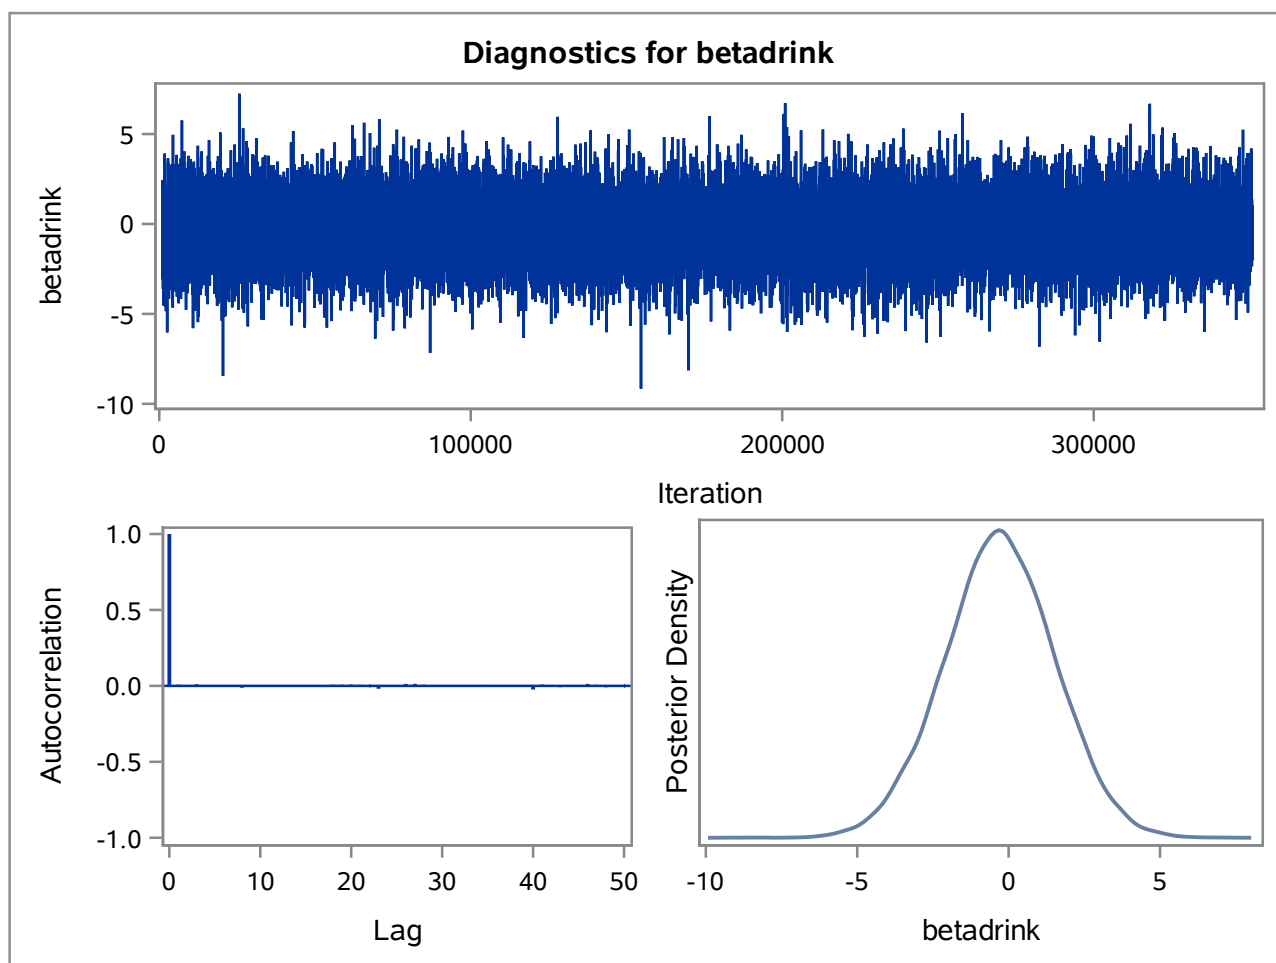 Diagnostics for betadrink
betadrink
5
0
-5
-10
0 100000 200000 300000
Iteration
Autocorrelation
1.0
0.5
0.0
-0.5
-1.0
0 10 20 30 40 50
Lag
Posterior Density
-10 -5 0 5
betadrink